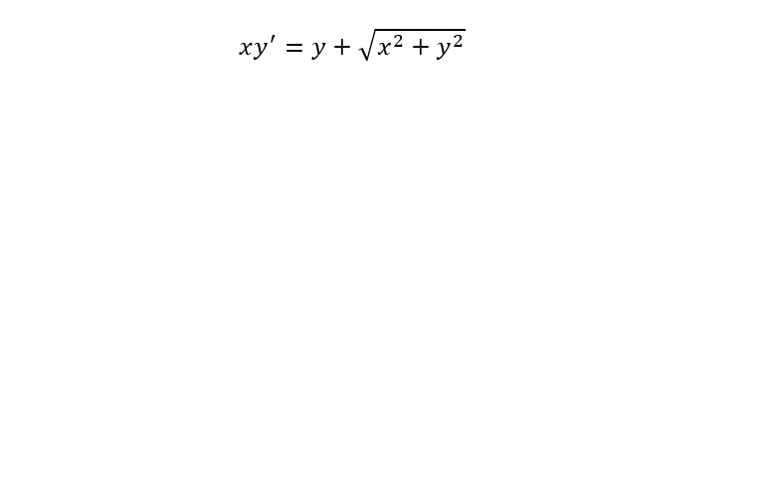 xy′ = y + √(x² + y²)